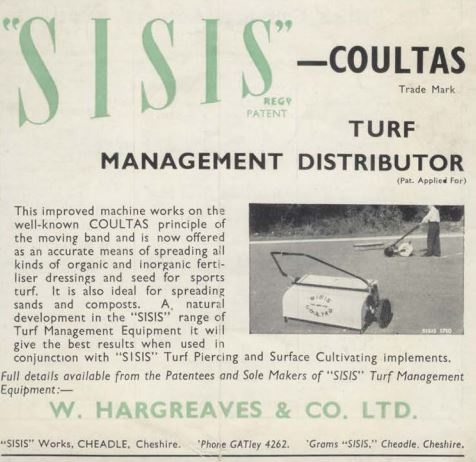 "SISIS"
—COULTAS
REGD
PATENT
Trade Mark
TURF
MANAGEMENT DISTRIBUTOR
(Pat. Applied For)
This improved machine works on the
well-known COULTAS principle of
the moving band and is now offered
as an accurate means of spreading all
kinds of organic and inorganic ferti-
liser dressings and seed for sports
turf. It is also ideal for spreading
sands and composts. A natural
development in the "SISIS" range of
Turf Management Equipment it will
give the best results when used in
conjunction with "SISIS" Turf Piercing and Surface Cultivating implements.
SISIS
COULTAS
Full details available from the Patentees and Sole Makers of "SISIS" Turf Management
Equipment:—
W. HARGREAVES & CO. LTD.
"SISIS" Works, CHEADLE, Cheshire. 'Phone GATley 4262. 'Grams "SISIS," Cheadle, Cheshire.